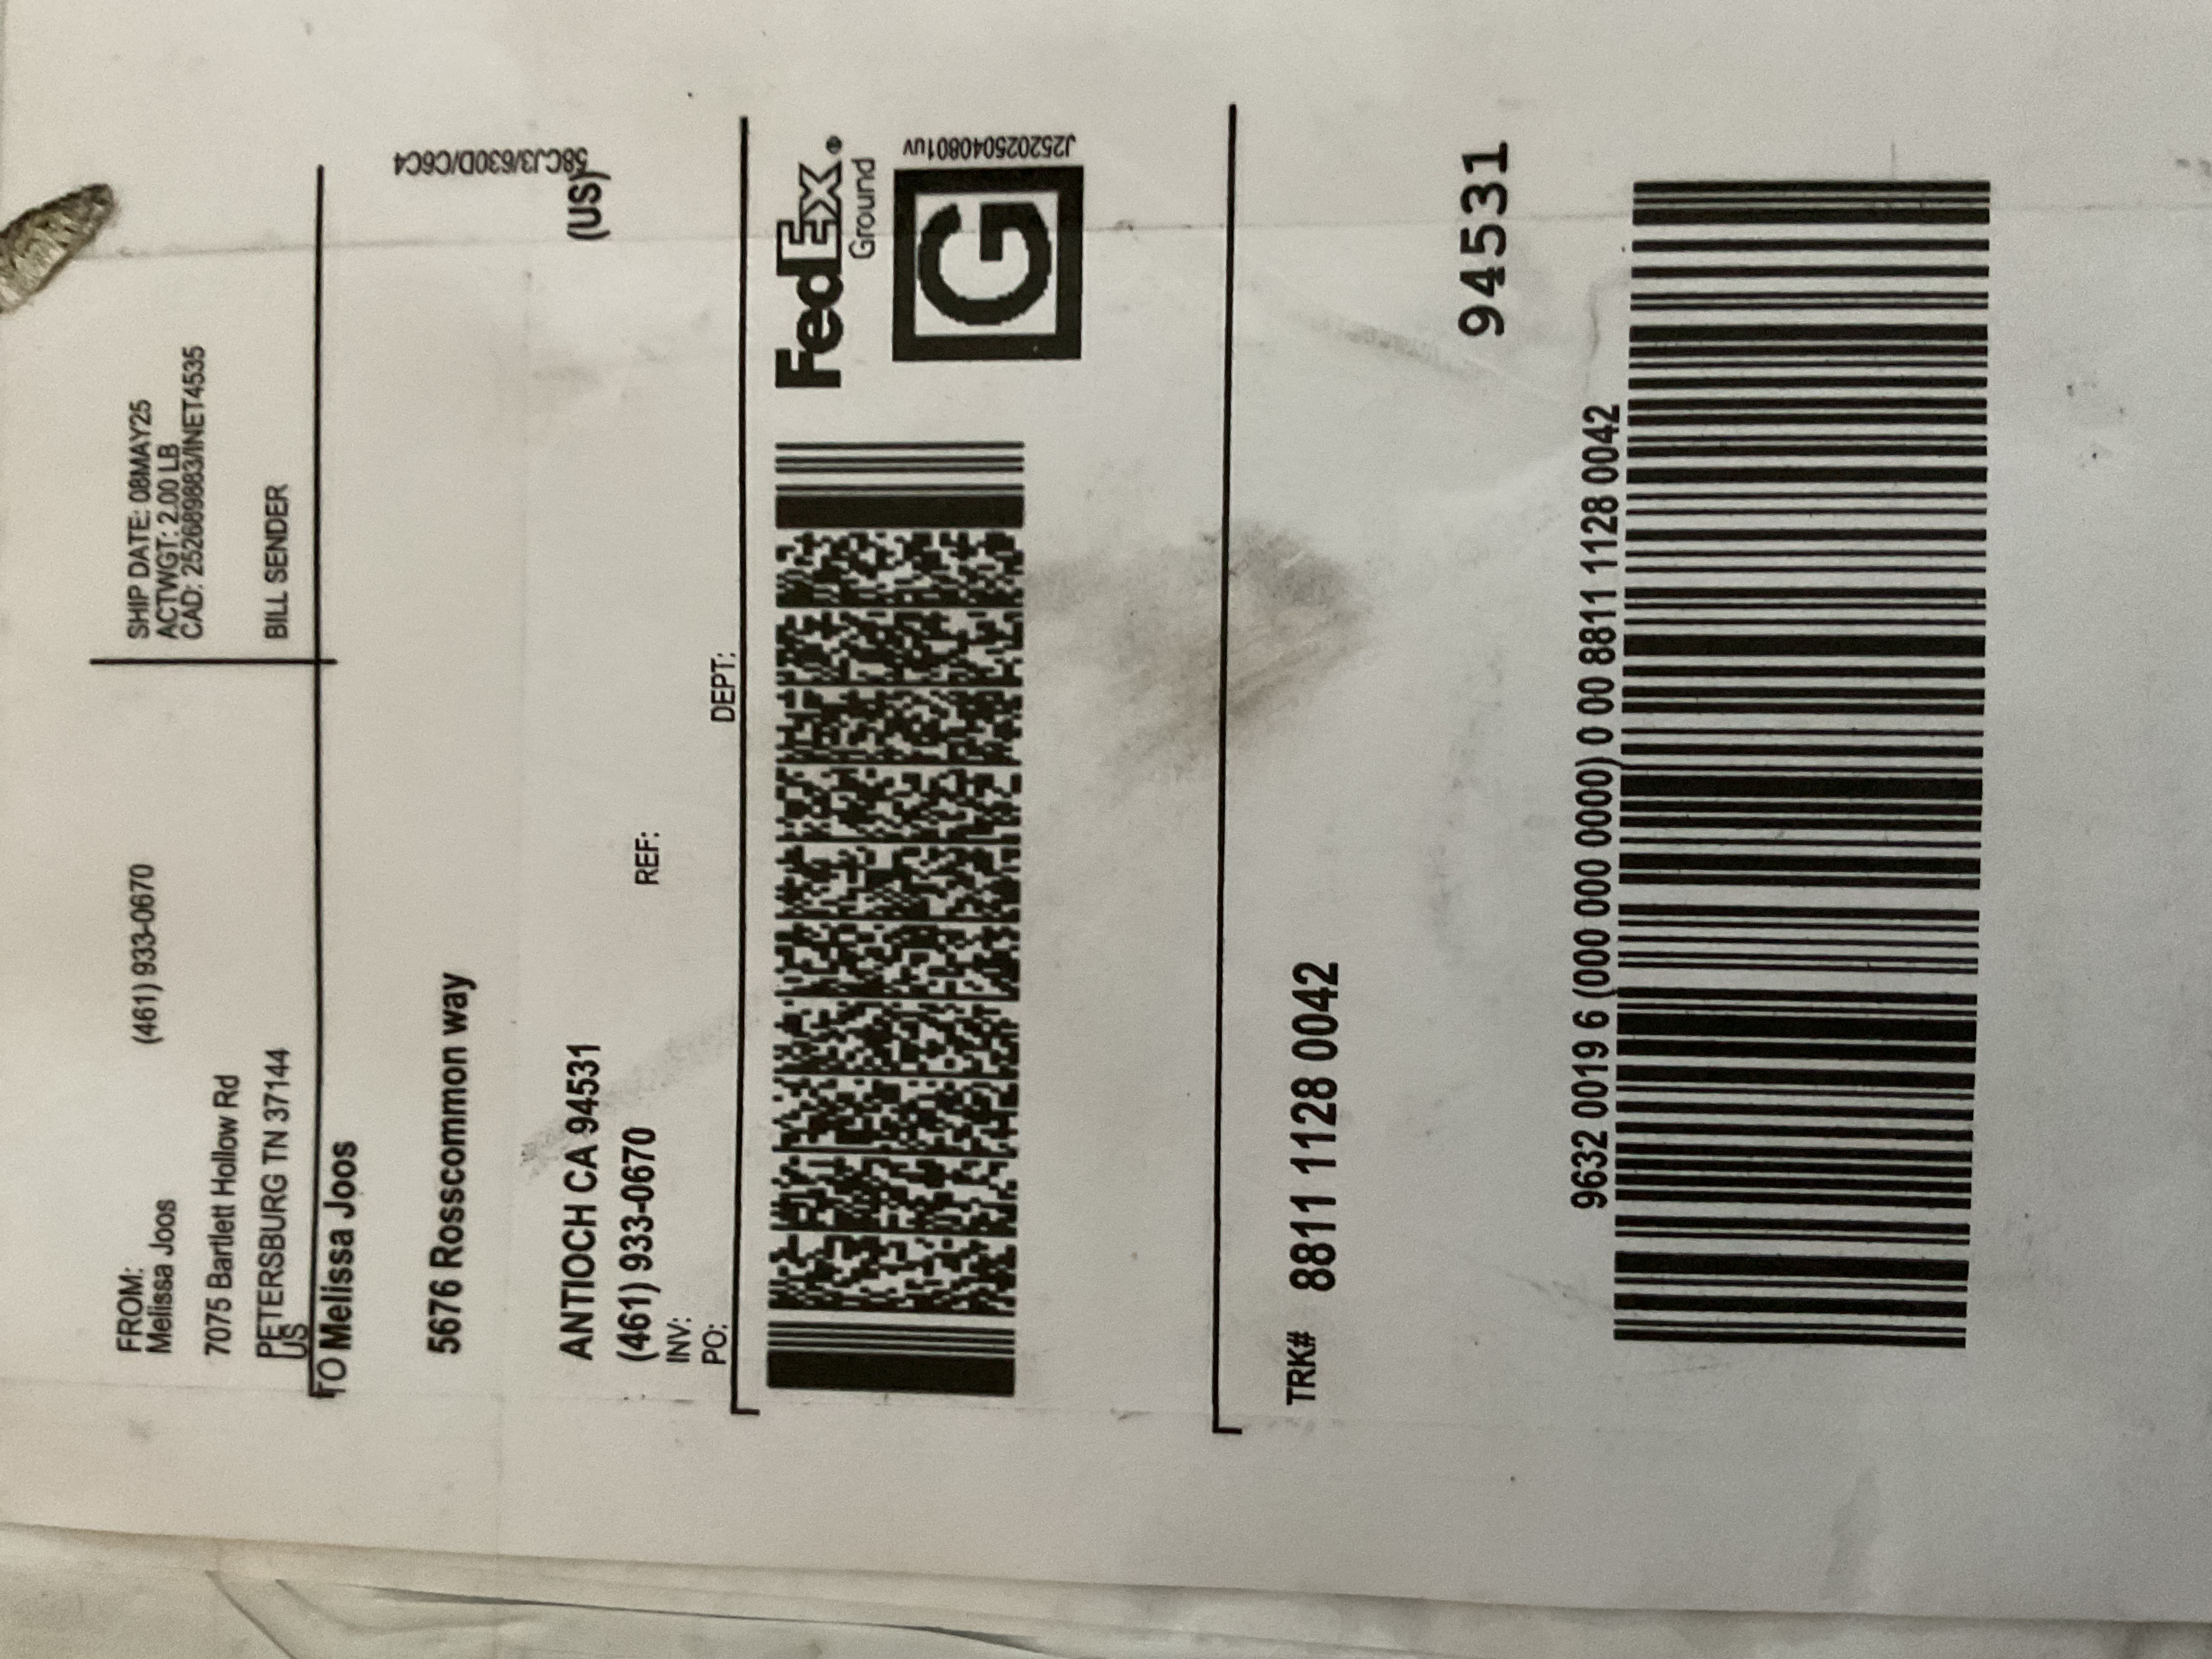 FROM:
Melissa Joos (461) 933-0670
7075 Bartlett Hollow Rd
PETERSBURG TN 37144
US
SHIP DATE: 08MAY25
ACTWGT: 2.00 LB
CAD: 252689883/INET4535
BILL SENDER
TO Melissa Joos
5676 Rosscommon way
ANTIOCH CA 94531
(US)
(461) 933-0670
REF:
INV:
PO:
DEPT:
58CJ3/630D/C6C4
FedEx®
Ground
G
J252025040801uv
TRK# 8811 1128 0042
94531
9632 0019 6 (000 000 0000) 0 00 8811 1128 0042